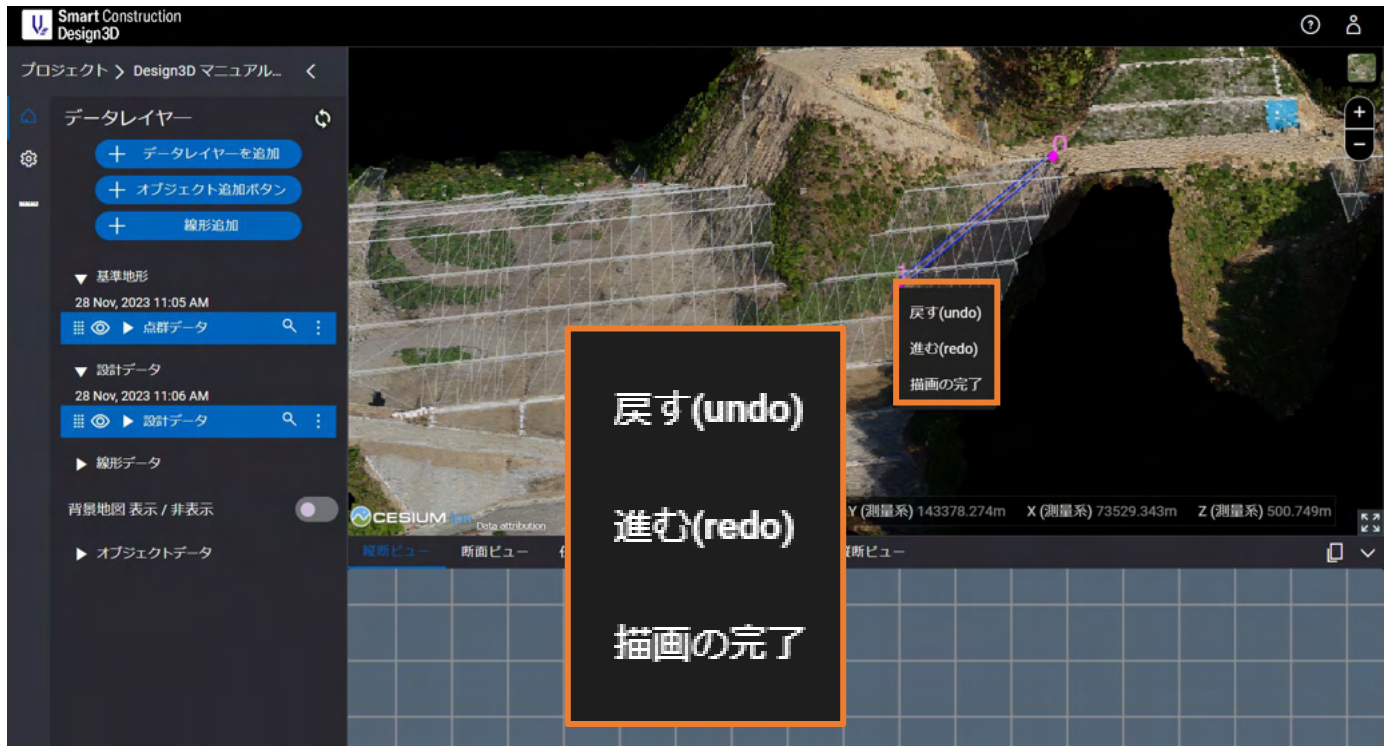 Smart Construction
Design3D
プロジェクト > Design3D マニュアル...
データレイヤー
データレイヤーを追加
オブジェクト追加ボタン
線形追加
基準地形
28 Nov, 2023 11:05 AM
点群データ
設計データ
28 Nov, 2023 11:06 AM
設計データ
線形データ
背景地図 表示 / 非表示
オブジェクトデータ
0
1
戻す(undo)
進む(redo)
描画の完了
戻す(undo)
進む(redo)
描画の完了
CESIUM ion Data attribution
Y (測量系) 143378.274m X (測量系) 73529.343m Z (測量系) 500.749m
縦断ビュー 断面ビュー 断ビュー